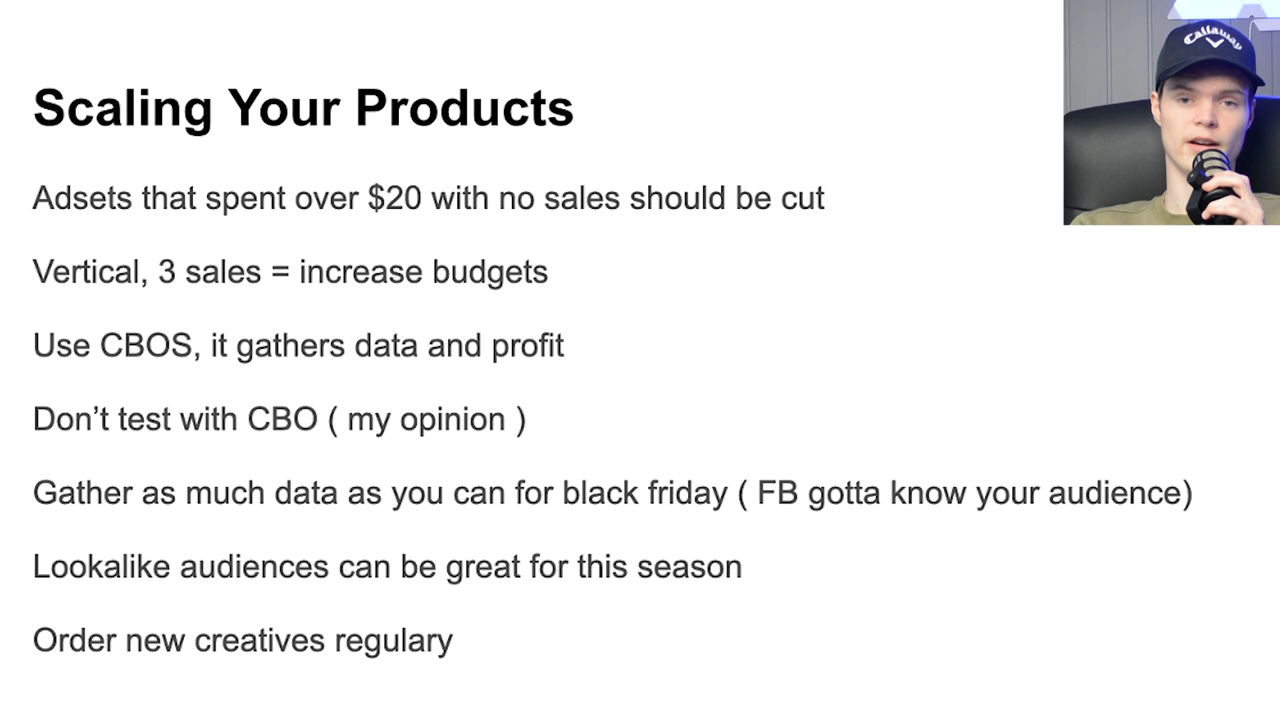 Scaling Your Products
Adsets that spent over $20 with no sales should be cut
Vertical, 3 sales = increase budgets
Use CBOS, it gathers data and profit
Don’t test with CBO ( my opinion )
Gather as much data as you can for black friday ( FB gotta know your audience)
Lookalike audiences can be great for this season
Order new creatives regulary
Callaway